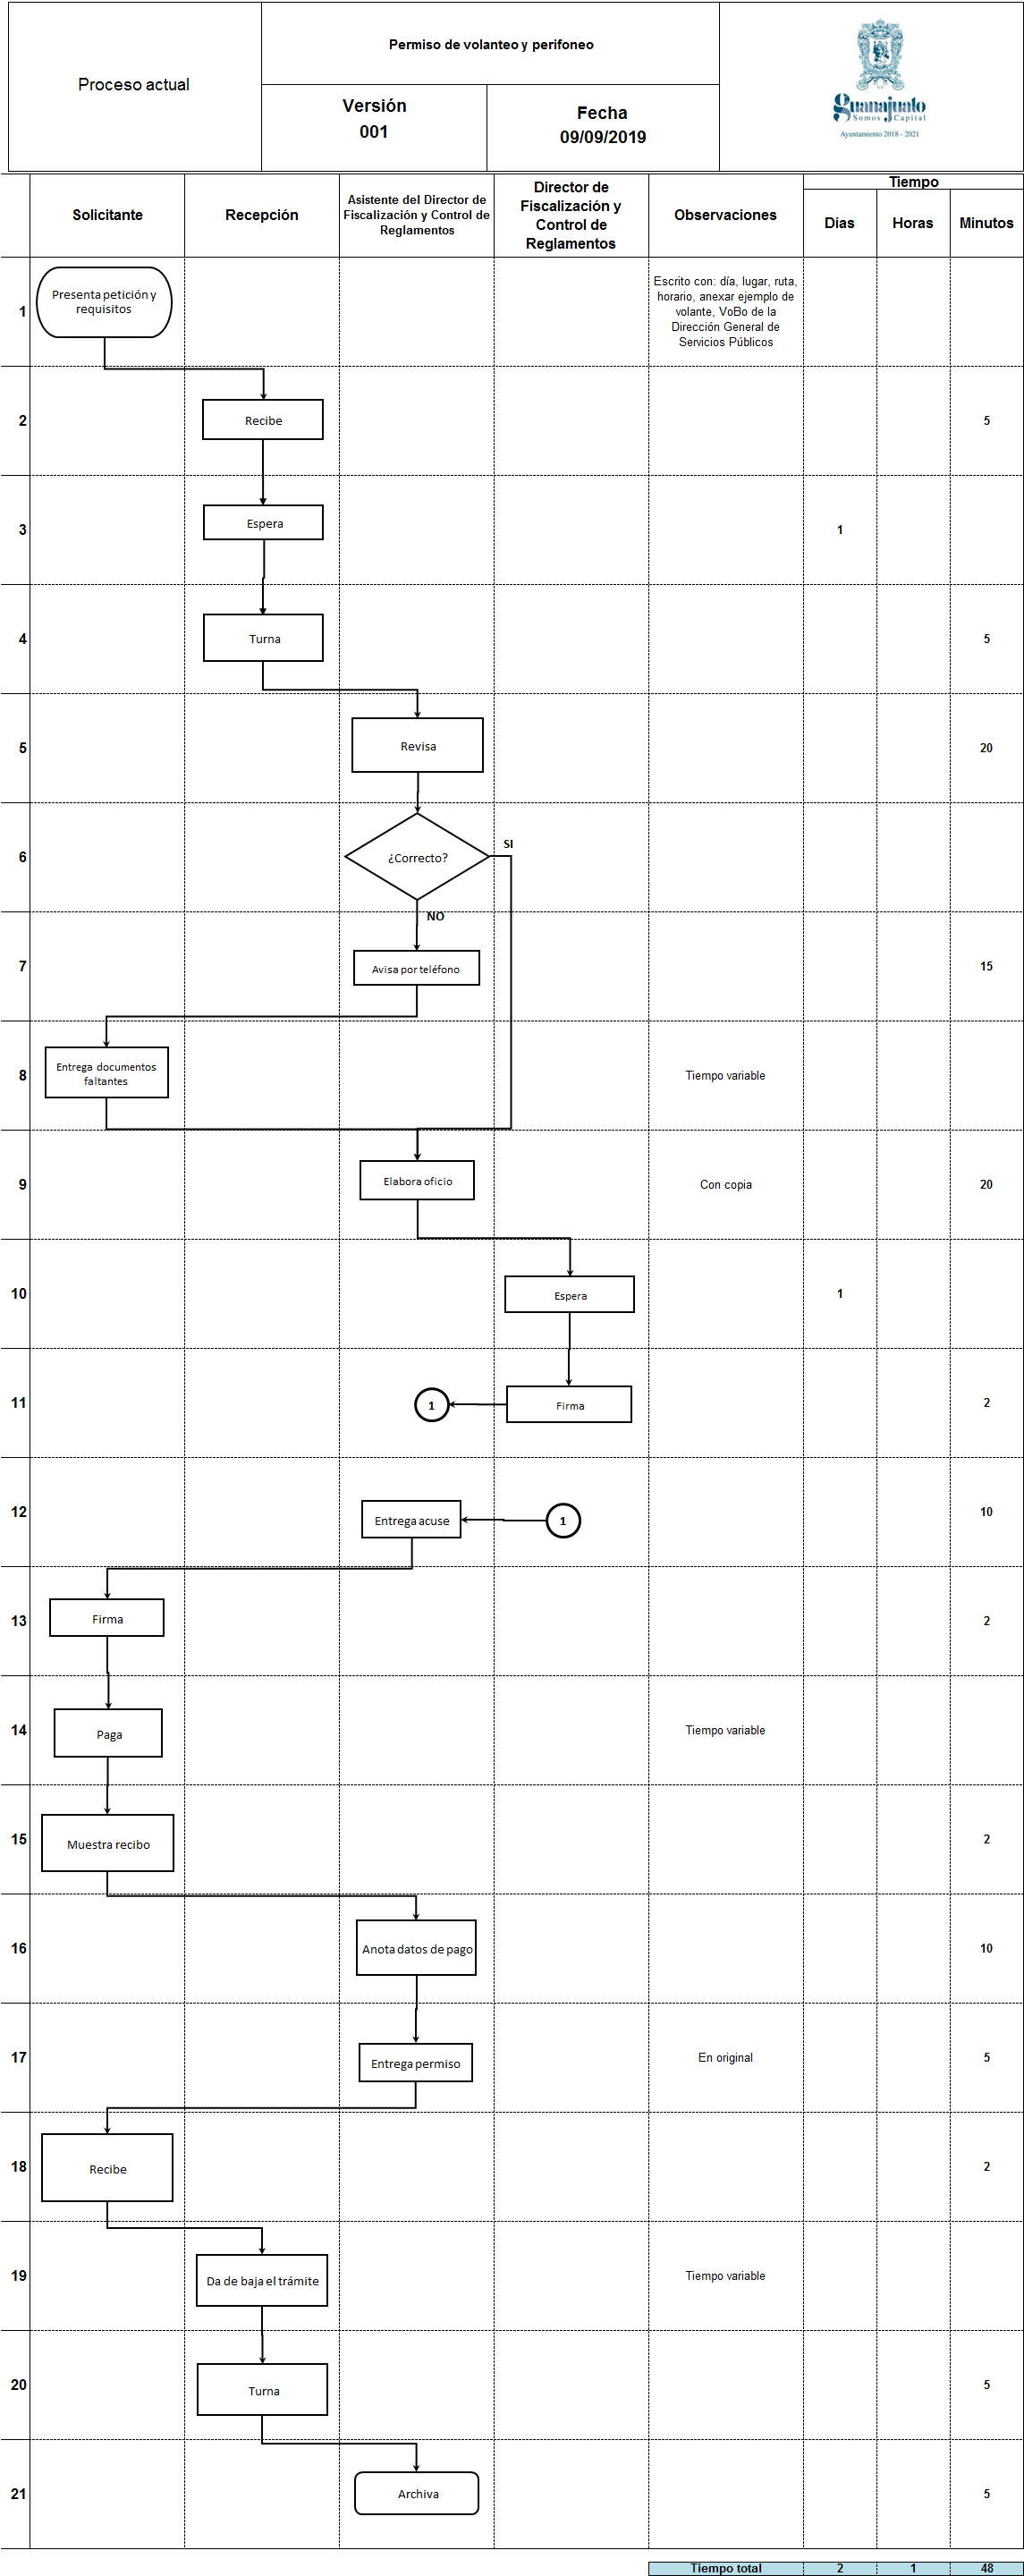 Proceso actual
Permiso de volanteo y perifoneo
Versión
001
Fecha
09/09/2019
Guanajuato
Somos Capital
Ayuntamiento 2018 - 2021
Solicitante
Recepción
Asistente del Director de
Fiscalización y Control de
Reglamentos
Director de
Fiscalización y
Control de
Reglamentos
Observaciones
Tiempo
Días
Horas
Minutos
1
Presenta petición y
requisitos
Escrito con: día, lugar, ruta,
horario, anexar ejemplo de
volante, VoBo de la
Dirección General de
Servicios Públicos
2
Recibe
5
3
Espera
1
4
Turna
5
5
Revisa
20
6
¿Correcto?
SI
NO
7
Avisa por teléfono
15
8
Entrega documentos
faltantes
Tiempo variable
9
Elabora oficio
Con copia
20
10
Espera
1
11
1
Firma
2
12
Entrega acuse
1
10
13
Firma
2
14
Paga
Tiempo variable
15
Muestra recibo
2
16
Anota datos de pago
10
17
Entrega permiso
En original
5
18
Recibe
2
19
Da de baja el trámite
Tiempo variable
20
Turna
5
21
Archiva
5
Tiempo total
2
1
48